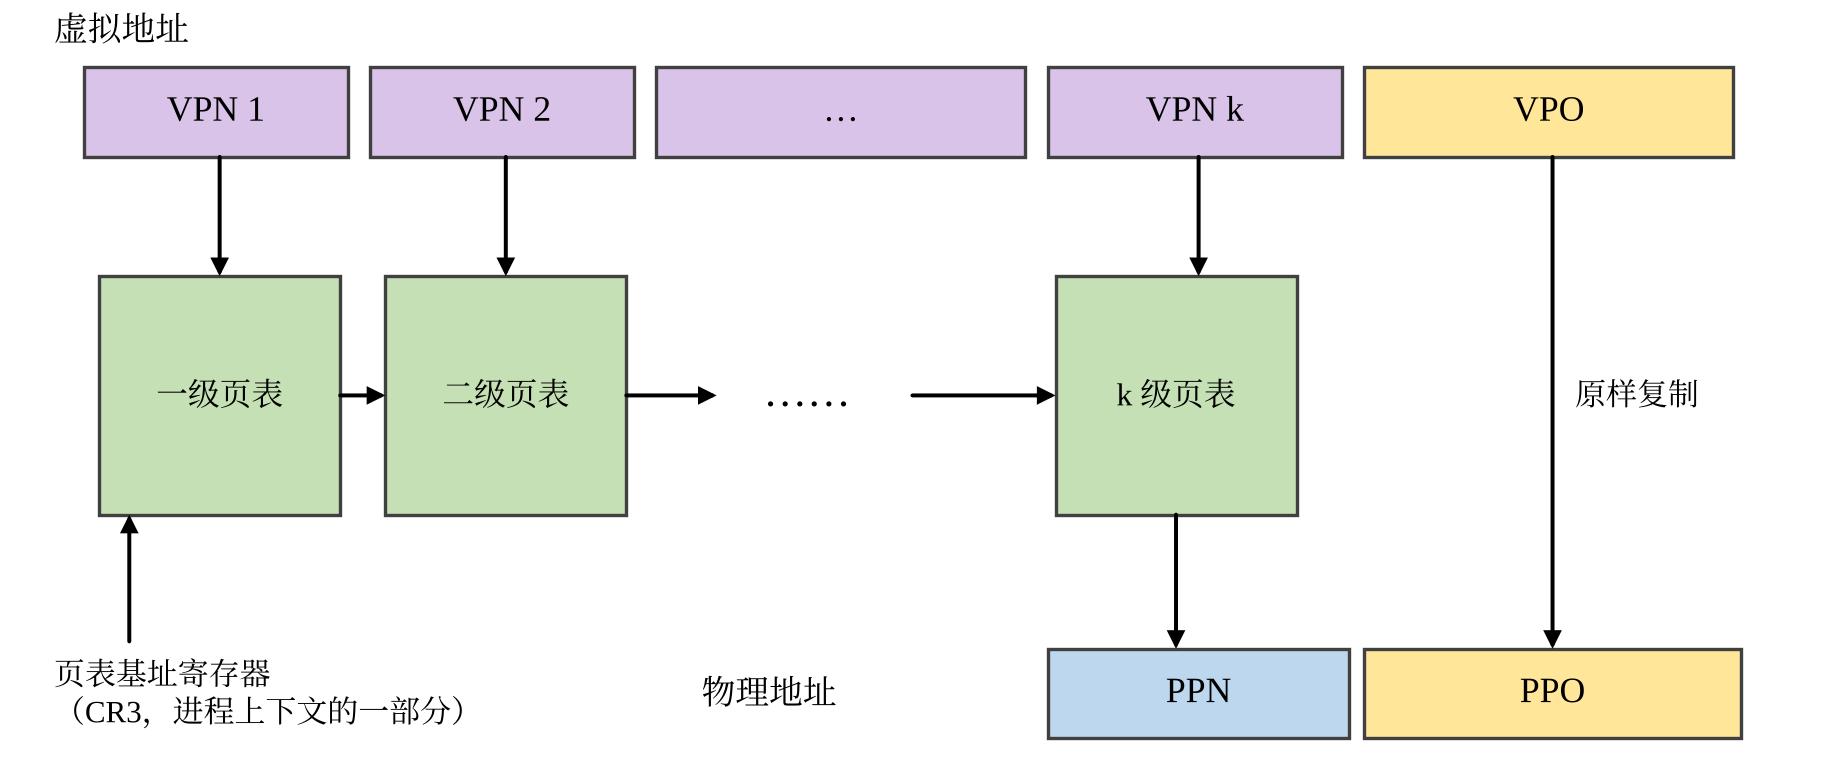 虚拟地址
VPN 1
VPN 2
…
VPN k
VPO
一级页表
二级页表
……
k 级页表
原样复制
页表基址寄存器
（CR3，进程上下文的一部分）
物理地址
PPN
PPO